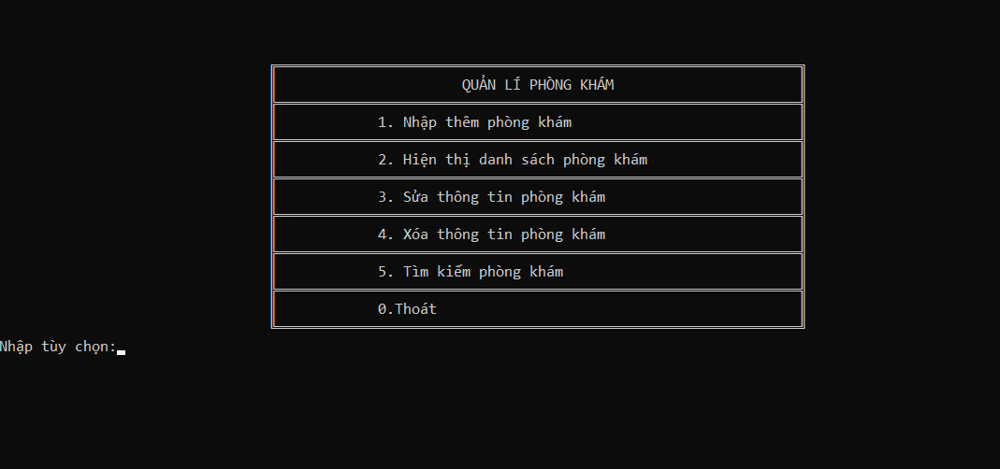 QUẢN LÍ PHÒNG KHÁM
1. Nhập thêm phòng khám
2. Hiện thị danh sách phòng khám
3. Sửa thông tin phòng khám
4. Xóa thông tin phòng khám
5. Tìm kiếm phòng khám
0.Thoát
Nhập tùy chọn: